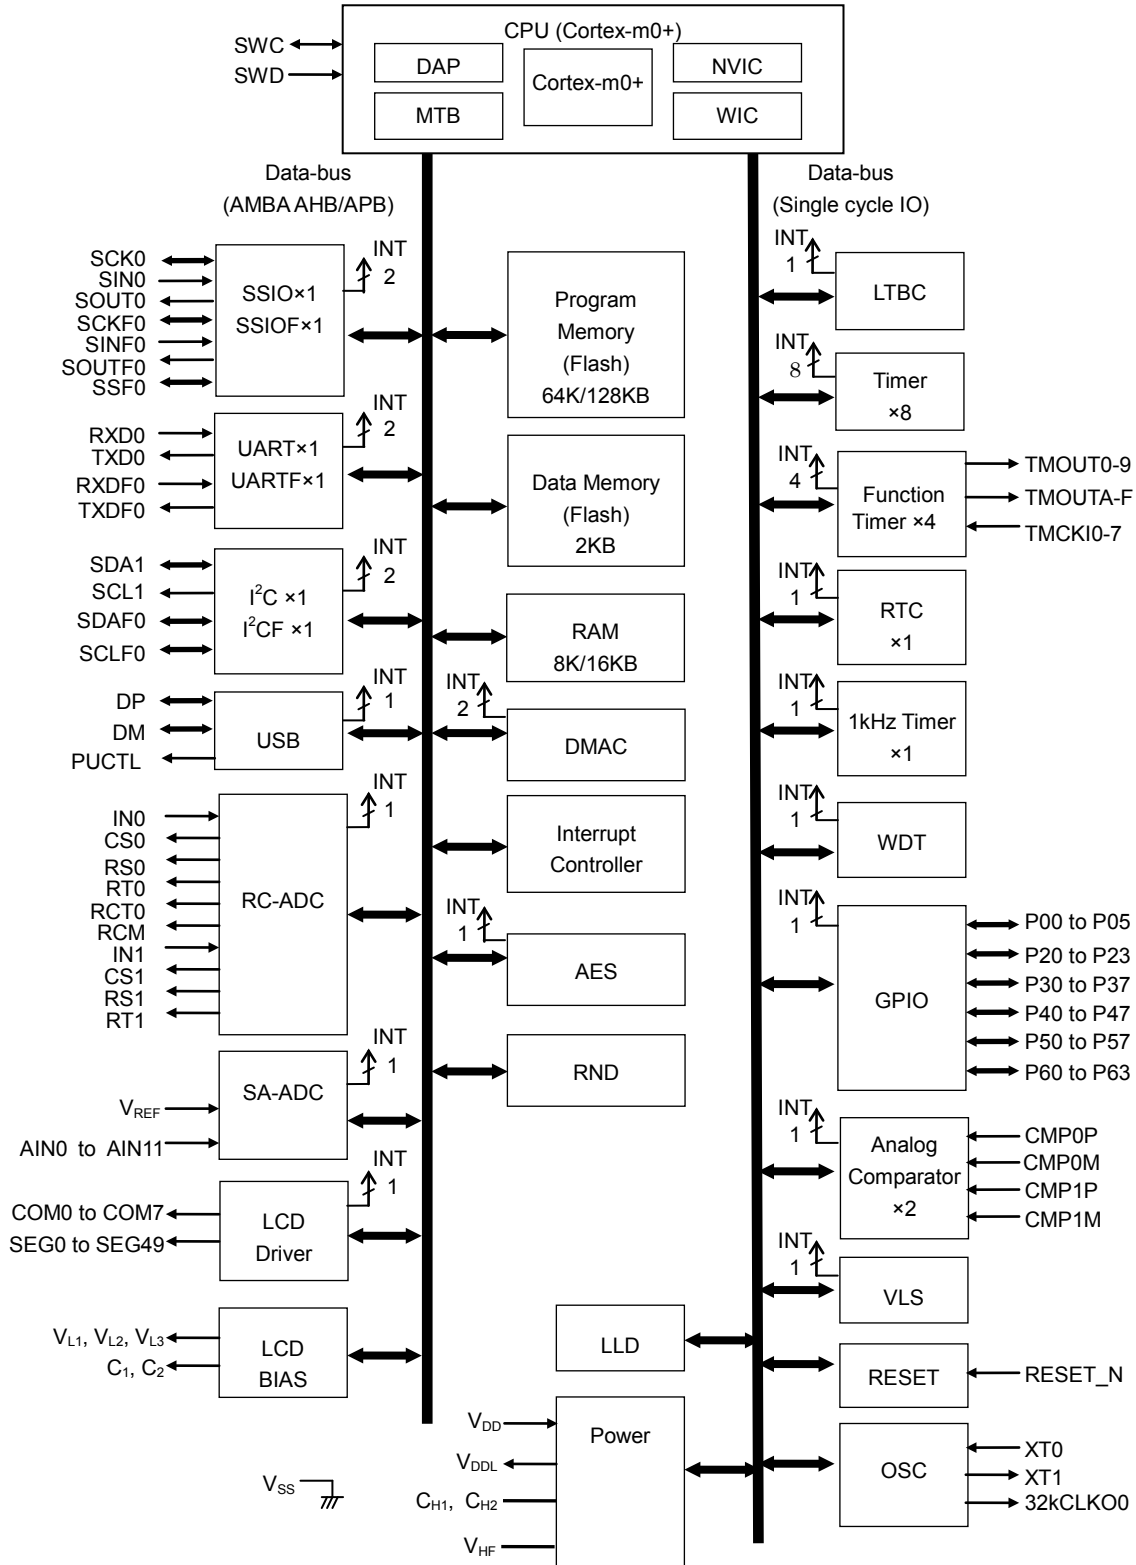 CPU (Cortex-m0+)
SWC
SWD
DAP
MTB
Cortex-m0+
NVIC
WIC
Data-bus
(AMBA AHB/APB)
Data-bus
(Single cycle IO)
SCK0
SIN0
SOUT0
SCKF0
SINF0
SOUTF0
SSF0
SSIO×1
SSIOF×1
INT
2
RXD0
TXD0
RXDF0
TXDF0
UART×1
UARTF×1
INT
2
SDA1
SCL1
SDAF0
SCLF0
I²C ×1
I²CF ×1
INT
2
DP
DM
PUCTL
USB
INT
1
IN0
CS0
RS0
RT0
RCT0
RCM
IN1
CS1
RS1
RT1
RC-ADC
INT
1
VREF
AIN0 to AIN11
SA-ADC
INT
1
COM0 to COM7
SEG0 to SEG49
LCD
Driver
INT
1
VL1, VL2, VL3
C1, C2
LCD
BIAS
VSS
Program
Memory
(Flash)
64K/128KB
Data Memory
(Flash)
2KB
RAM
8K/16KB
INT
2
DMAC
Interrupt
Controller
INT
1
AES
RND
LLD
VDD
VDDL
CH1, CH2
VHF
Power
INT
1
LTBC
INT
8
Timer
×8
INT
4
Function
Timer ×4
TMOUT0-9
TMOUTA-F
TMCKI0-7
INT
1
RTC
×1
INT
1
1kHz Timer
×1
INT
1
WDT
INT
1
GPIO
P00 to P05
P20 to P23
P30 to P37
P40 to P47
P50 to P57
P60 to P63
INT
1
Analog
Comparator
×2
CMP0P
CMP0M
CMP1P
CMP1M
INT
1
VLS
RESET
RESET_N
OSC
XT0
XT1
32kCLKO0